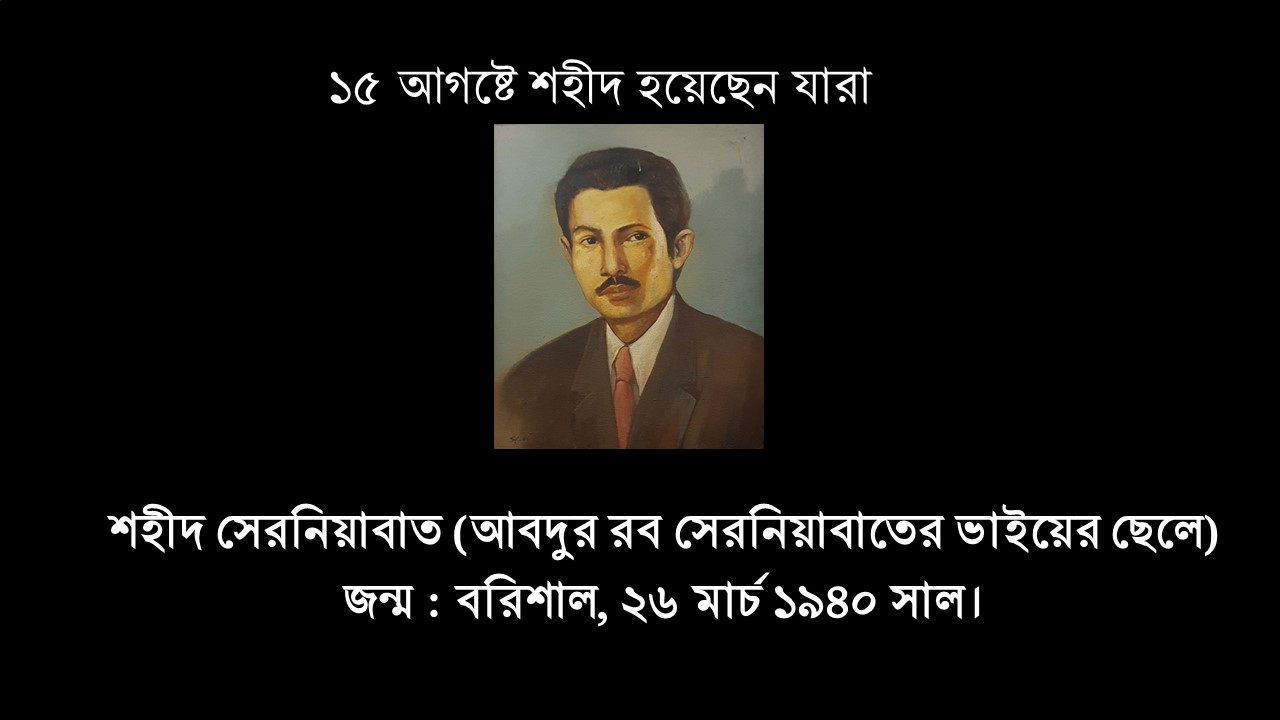 ১৫ আগষ্টে শহীদ হয়েছেন যারা
শহীদ সেরনিয়াবাত (আবদুর রব সেরনিয়াবাতের ভাইয়ের ছেলে)
জন্ম : বরিশাল, ২৬ মার্চ ১৯৪০ সাল।